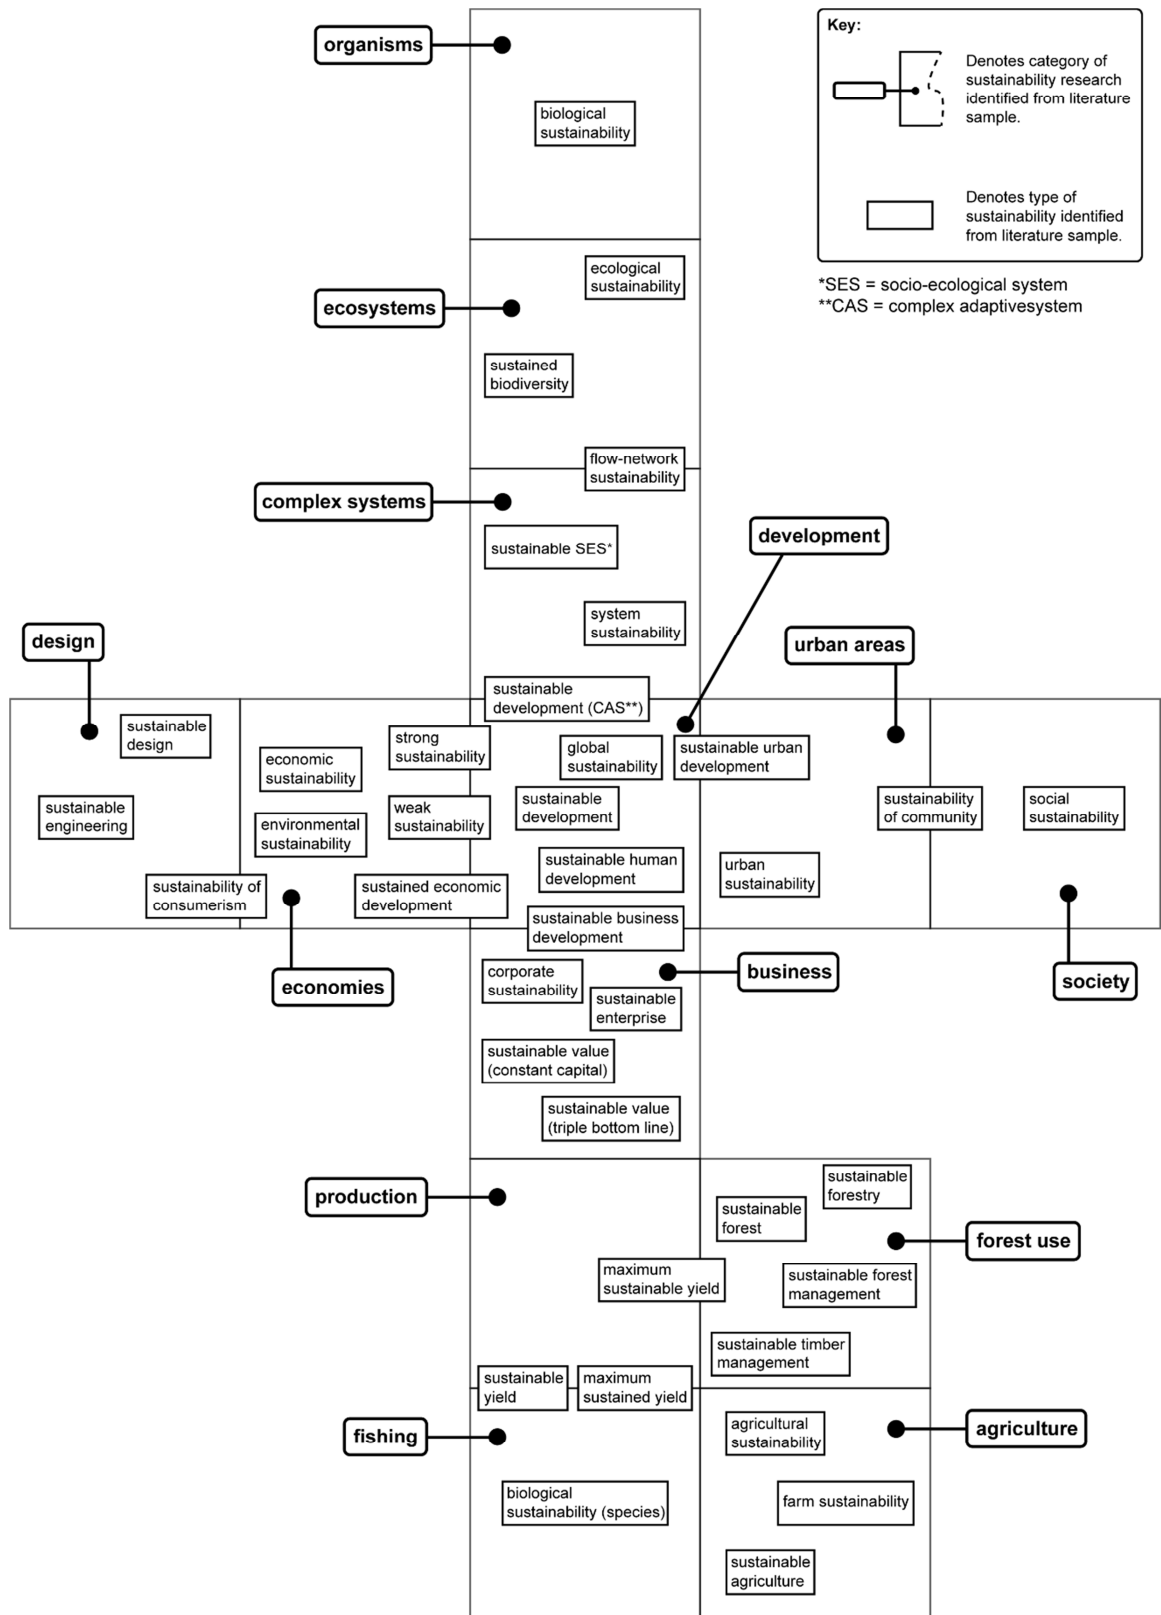 organisms
Key:
Denotes category of
sustainability research
identified from literature
sample.
biological
sustainability
Denotes type of
sustainability identified
from literature sample.
ecological
sustainability
*SES = socio-ecological system
**CAS = complex adaptivesystem
ecosystems
sustained
biodiversity
flow-network
sustainability
complex systems
development
sustainable SES*
system
sustainability
design
urban areas
sustainable
development (CAS**)
sustainable
design
strong
sustainability
global
sustainability
sustainable urban
development
economic
sustainability
sustainable
engineering
weak
sustainability
sustainable
development
sustainability
of community
social
sustainability
environmental
sustainability
sustainable human
development
urban
sustainability
sustainability of
consumerism
sustained economic
development
sustainable business
development
economies
corporate
sustainability
business
society
sustainable
enterprise
sustainable value
(constant capital)
sustainable value
(triple bottom line)
production
sustainable
forestry
sustainable
forest
forest use
maximum
sustainable yield
sustainable forest
management
sustainable timber
management
sustainable
yield
maximum
sustained yield
fishing
agricultural
sustainability
agriculture
biological
sustainability (species)
farm sustainability
sustainable
agriculture